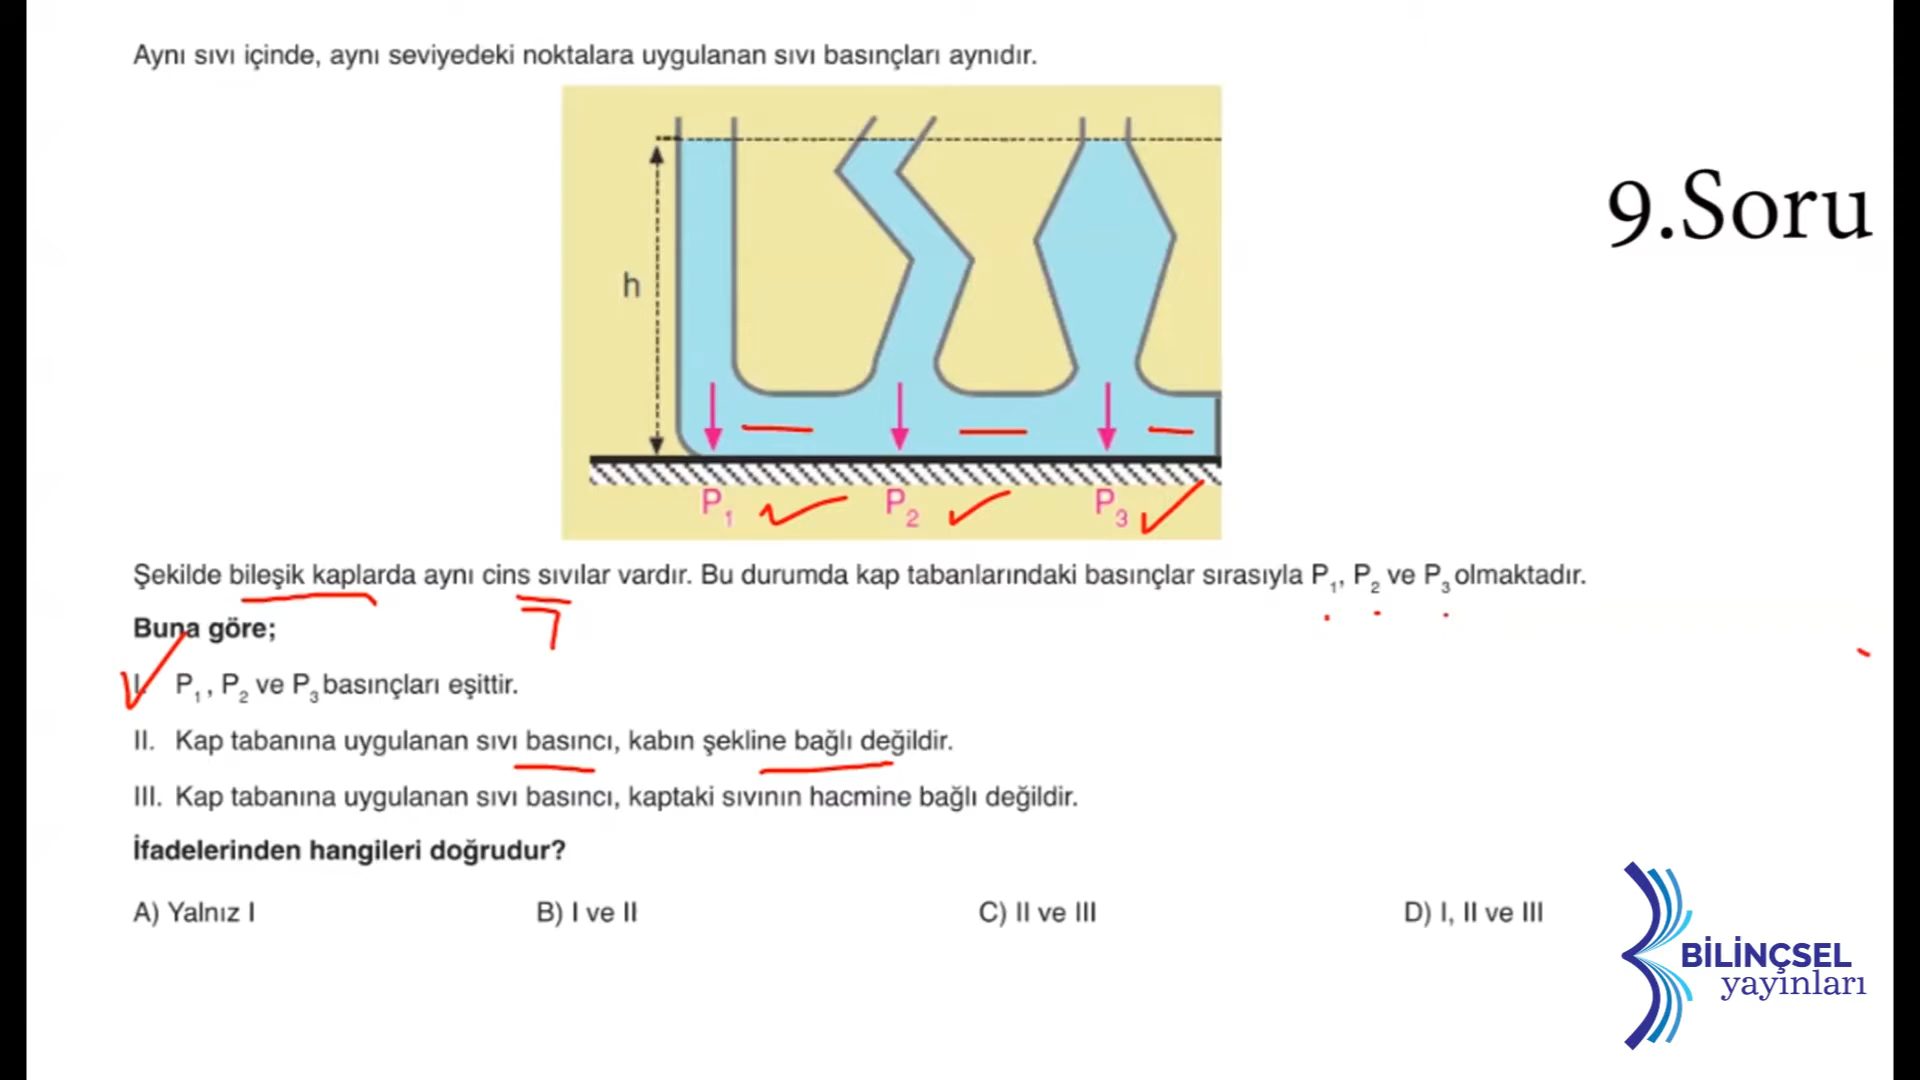 Aynı sıvı içinde, aynı seviyedeki noktalara uygulanan sıvı basınçları aynıdır.
h
P₁ P₂ P₃
9.Soru
Şekilde bileşik kaplarda aynı cins sıvılar vardır. Bu durumda kap tabanlarındaki basınçlar sırasıyla P₁, P₂ ve P₃ olmaktadır.
Buna göre;
I. P₁, P₂ ve P₃ basınçları eşittir.
II. Kap tabanına uygulanan sıvı basıncı, kabın şekline bağlı değildir.
III. Kap tabanına uygulanan sıvı basıncı, kaptaki sıvının hacmine bağlı değildir.
İfadelerinden hangileri doğrudur?
A) Yalnız I B) I ve II C) II ve III D) I, II ve III
BİLİNÇSEL
yayınları